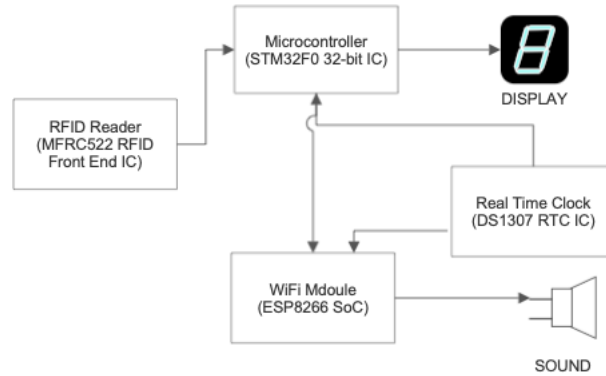 Microcontroller
(STM32F0 32-bit IC)
8
DISPLAY
RFID Reader
(MFRC522 RFID
Front End IC)
Real Time Clock
(DS1307 RTC IC)
WiFi Mdoule
(ESP8266 SoC)
SOUND